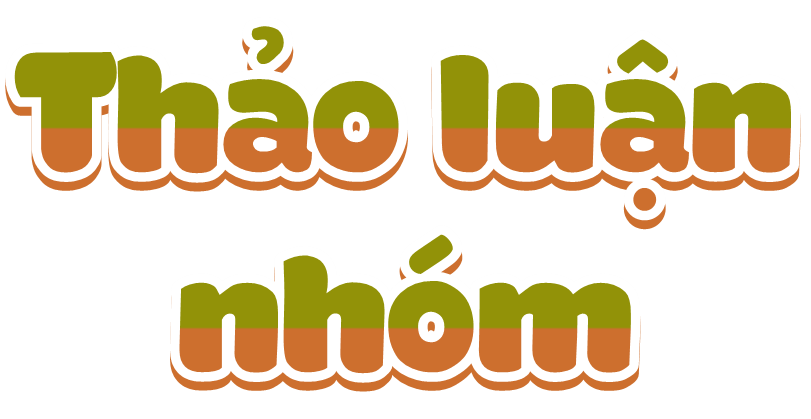 Thảo luận
nhóm